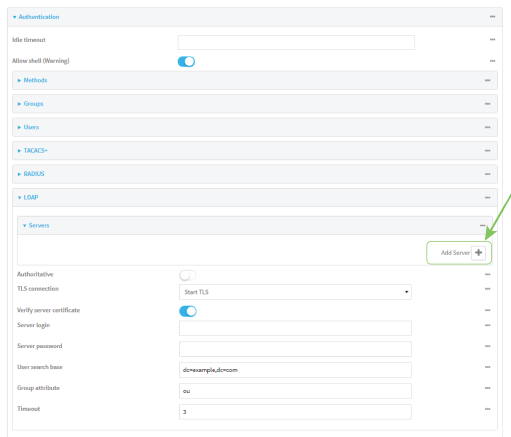 Authentication
Idle timeout
Allow shell (Warning)
Methods
Groups
Users
TACACS+
RADIUS
LDAP
Servers
Add Server
Authoritative
TLS connection Start TLS
Verify server certificate
Server login
Server password
User search base dc=example,dc=com
Group attribute ou
Timeout 3